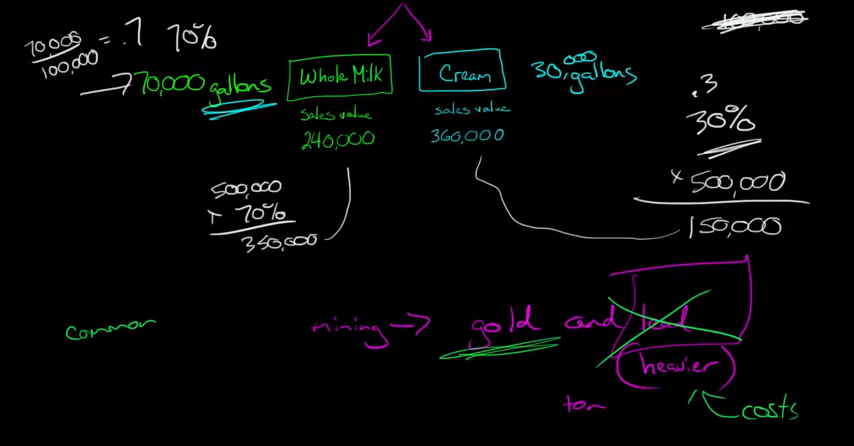 70,000
100,000
= .7 70%
70,000 gallons
Whole Milk
sales value
240,000
Cream
sales value
360,000
30,000 gallons
.3
30%
x 500,000
150,000
500,000
x 70%
350,000
common
mining → gold and lead
(heavier)
ton
costs